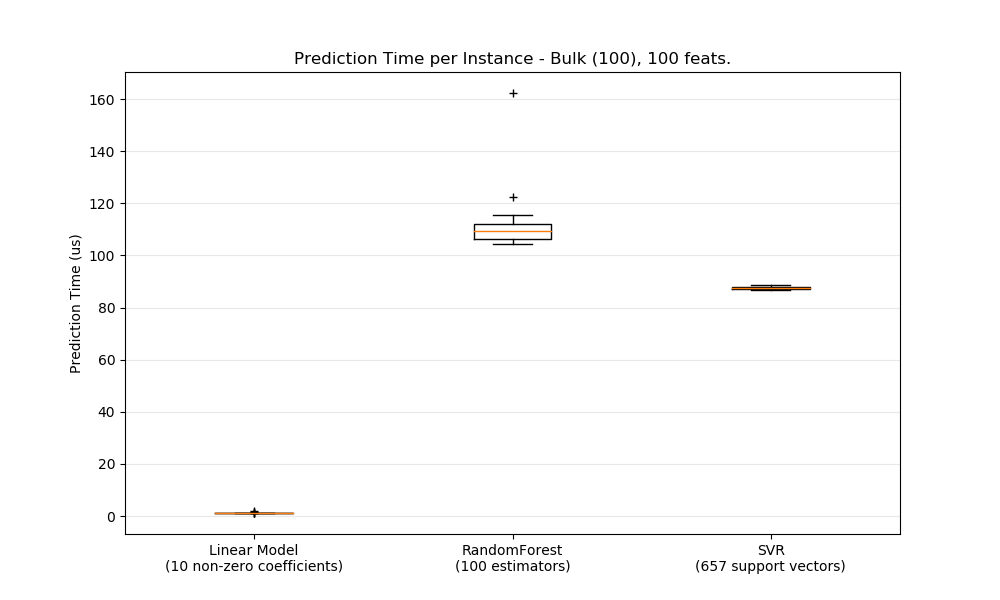 Prediction Time per Instance - Bulk (100), 100 feats.
Prediction Time (us)
160
140
120
100
80
60
40
20
0
Linear Model
(10 non-zero coefficients)
RandomForest
(100 estimators)
SVR
(657 support vectors)